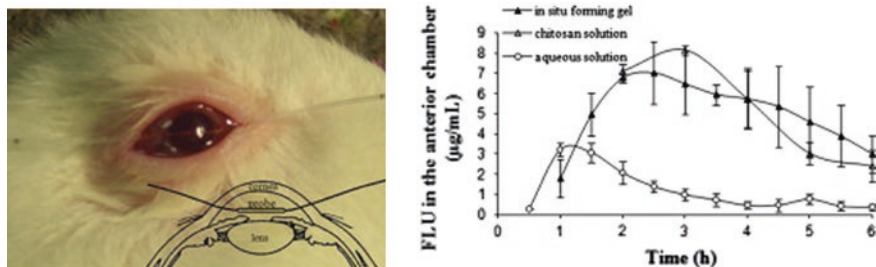 cornea
probe
lens
in situ forming gel
chitosan solution
aqueous solution
FLU in the anterior chamber
(µg/mL)
9
8
7
6
5
4
3
2
1
0
0 1 2 3 4 5 6
Time (h)